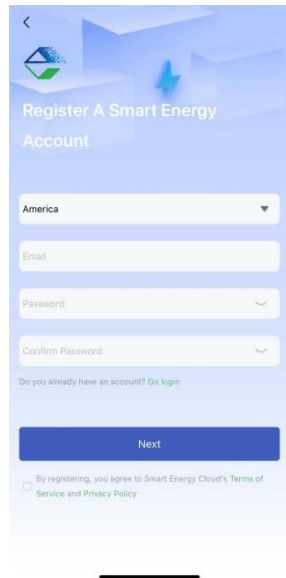 Register A Smart Energy
Account
America
Email
Password
Confirm Password
Do you already have an account? Go login
Next
By registering, you agree to Smart Energy Cloud's Terms of
Service and Privacy Policy